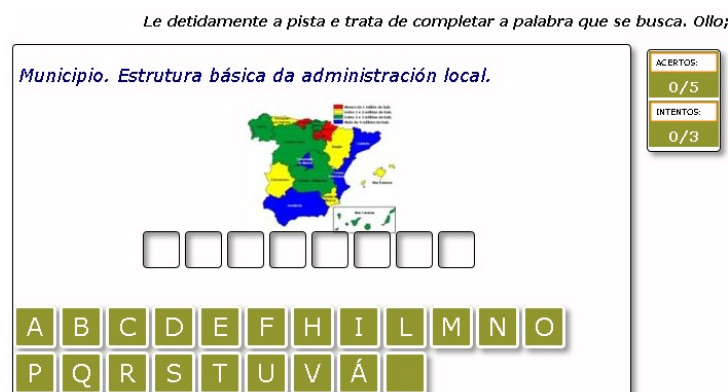 Le detidamente a pista e trata de completar a palabra que se busca. Ollo;
Municipio. Estrutura básica da administración local.
ACERTOS:
0/5
INTENTOS:
0/3
A B C D E F H I L M N O
P Q R S T U V Á